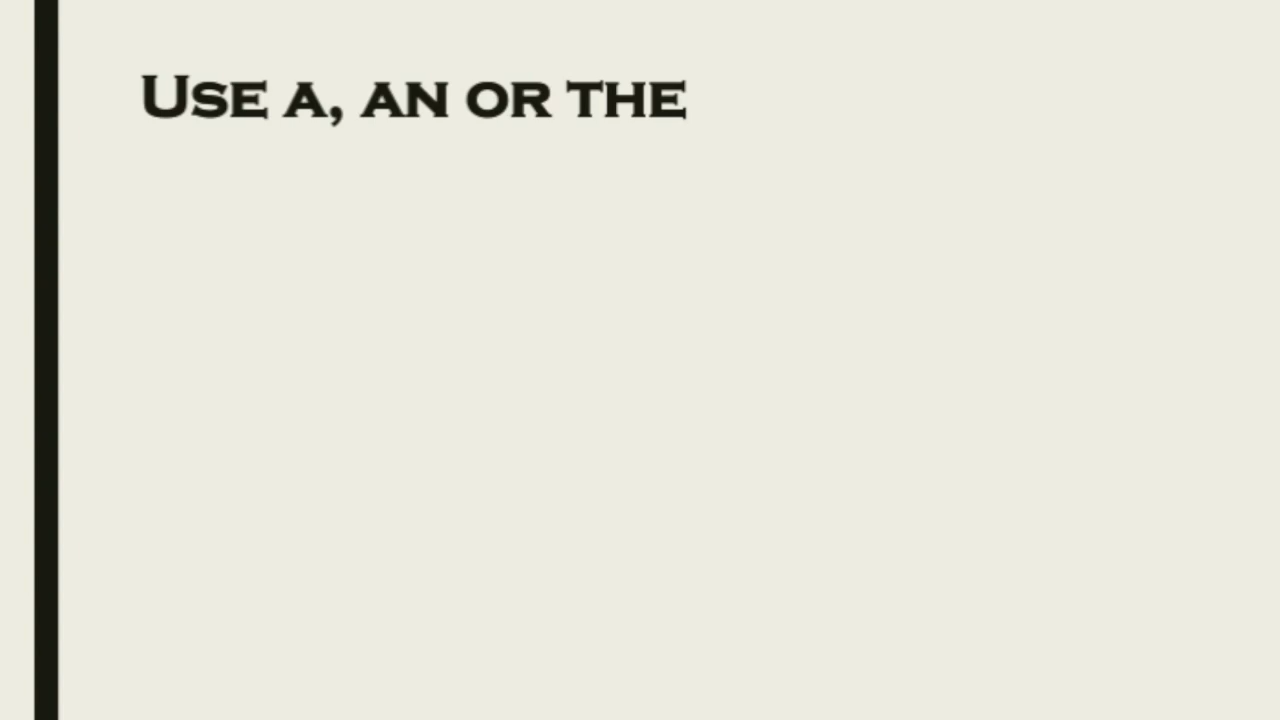 Use a, an or the